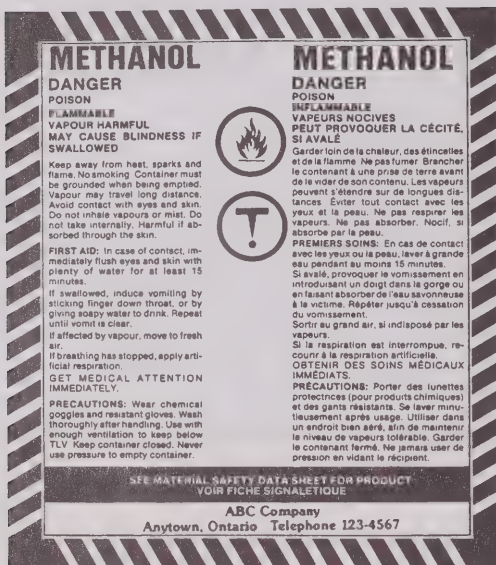 METHANOL
DANGER
POISON
FLAMMABLE
VAPOUR HARMFUL
MAY CAUSE BLINDNESS IF
SWALLOWED
Keep away from heat, sparks and
flame. No smoking. Container must
be grounded when being emptied.
Vapour may travel long distance.
Avoid contact with eyes and skin.
Do not inhale vapours or mist. Do
not take internally. Harmful if ab-
sorbed through the skin.
FIRST AID: In case of contact, im-
mediately flush eyes and skin with
plenty of water for at least 15
minutes.
If swallowed, induce vomiting by
sticking finger down throat, or by
giving soapy water to drink. Repeat
until vomit is clear.
If affected by vapour, move to fresh
air.
If breathing has stopped, apply arti-
ficial respiration.
GET MEDICAL ATTENTION
IMMEDIATELY.
PRECAUTIONS: Wear chemical
goggles and resistant gloves. Wash
thoroughly after handling. Use with
enough ventilation to keep below
TLV Keep container closed. Never
use pressure to empty container.
METHANOL
DANGER
POISON
INFLAMMABLE
VAPEURS NOCIVES
PEUT PROVOQUER LA CÉCITÉ,
SI AVALÉ
Garder loin de la chaleur, des étincelles
et de la flamme. Ne pas fumer. Brancher
le contenant à une prise de terre avant
de le vider de son contenu. Les vapeurs
peuvent s'étendre sur de longues dis-
tances. Éviter tout contact avec les
yeux et la peau. Ne pas respirer les
vapeurs. Ne pas absorber. Nocif, si
absorbe par la peau.
PREMIERS SOINS: En cas de contact
avec les yeux ou la peau, laver à grande
eau pendant au moins 15 minutes.
Si avalé, provoquer le vomissement en
introduisant un doigt dans la gorge ou
en faisant absorber de l'eau savonneuse
à la victime. Répéter jusqu'à cessation
du vomissement.
Sortir au grand air, si indisposé par les
vapeurs.
Si la respiration est interrompue, re-
courir à la respiration artificielle.
OBTENIR DES SOINS MÉDICAUX
IMMÉDIATS.
PRÉCAUTIONS: Porter des lunettes
protectrices (pour produits chimiques)
et des gants résistants. Se laver minu-
tieusement après usage. Utiliser dans
un endroit bien aéré, afin de maintenir
le niveau de vapeurs tolérable. Garder
le contenant fermé. Ne jamais user de
pression en vidant le récipient.
SEE MATERIAL SAFETY DATA SHEET FOR PRODUCT
VOIR FICHE SIGNALETIQUE
ABC Company
Anytown, Ontario Telephone 123-4567